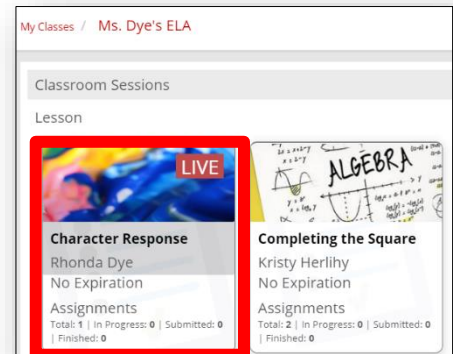 My Classes / Ms. Dye's ELA
Classroom Sessions
Lesson
LIVE
Character Response
Rhonda Dye
No Expiration
Assignments
Total: 1 | In Progress: 0 | Submitted: 0
| Finished: 0
ALGEBRA
Completing the Square
Kristy Herlihy
No Expiration
Assignments
Total: 2 | In Progress: 0 | Submitted: 0
| Finished: 0